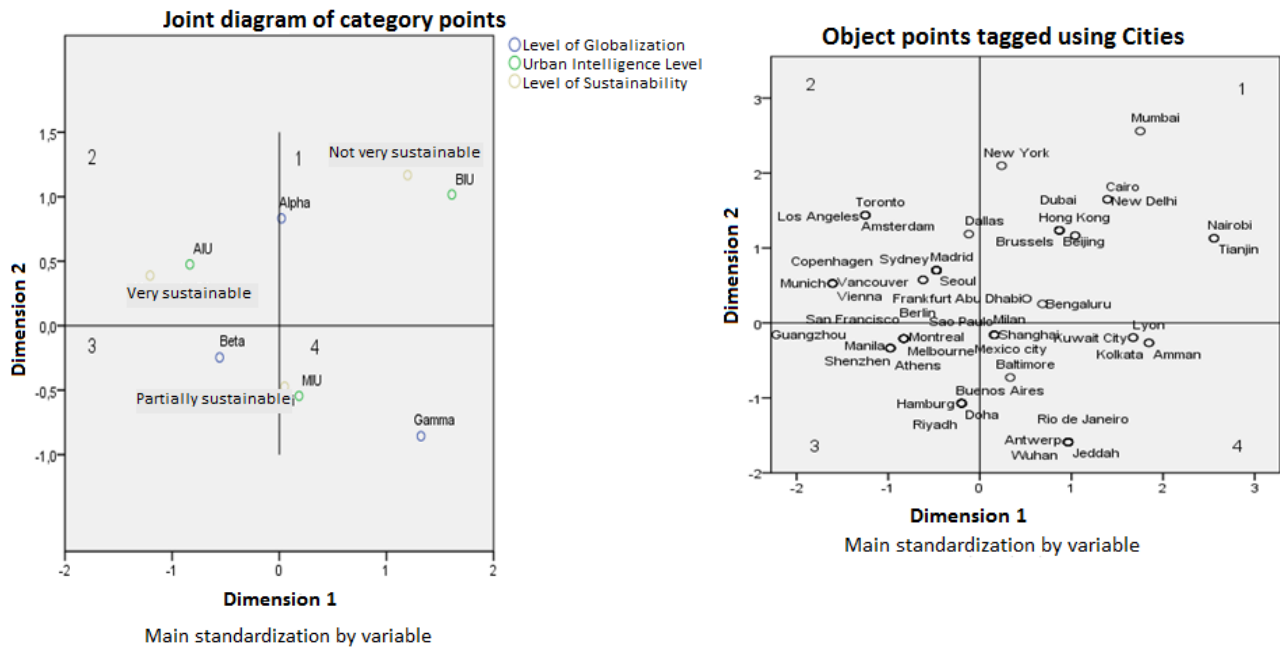 Joint diagram of category points
Level of Globalization
Urban Intelligence Level
Level of Sustainability
1,5
1,0
0,5
0,0
-0,5
-1,0
Dimension 2
2
1
Not very sustainable
BIU
Alpha
AIU
Very sustainable
3
Beta
4
MIU
Partially sustainable
Gamma
-2
-1
0
1
2
Dimension 1
Main standardization by variable
Object points tagged using Cities
3
2
1
0
-1
-2
Dimension 2
2
1
Mumbai
New York
Cairo
Dubai
New Delhi
Toronto
Los Angeles
Amsterdam
Dallas
Hong Kong
Brussels
Beijing
Nairobi
Tianjin
Copenhagen
Sydney
Madrid
Munich
Vancouver
Seoul
Vienna
Frankfurt
Abu Dhabi
Bengaluru
San Francisco
Berlin
Sao Paulo
Milan
Guangzhou
Montreal
Shanghai
Kuwait City
Lyon
Manila
Melbourne
Mexico city
Kolkata
Amman
Shenzhen
Athens
Baltimore
Buenos Aires
Hamburg
Doha
Riyadh
Rio de Janeiro
Antwerp
Wuhan
Jeddah
3
4
-2
-1
0
1
2
3
Dimension 1
Main standardization by variable